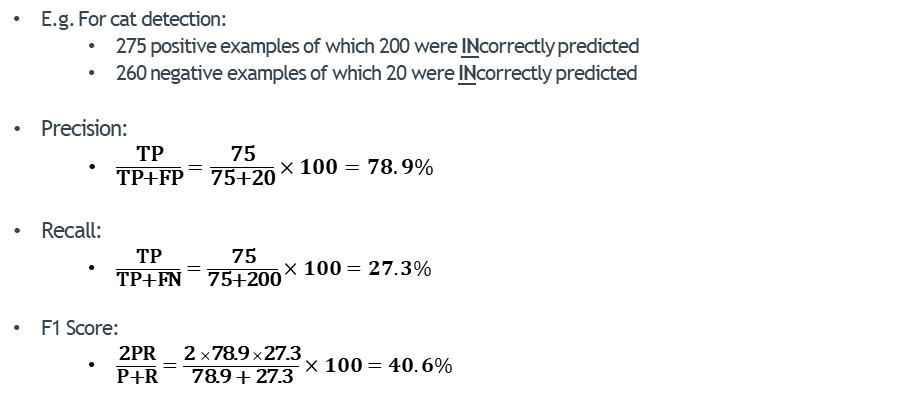 • E.g. For cat detection:
• 275 positive examples of which 200 were INcorrectly predicted
• 260 negative examples of which 20 were INcorrectly predicted
• Precision:
• TP/TP+FP = 75/75+20 × 100 = 78.9%
• Recall:
• TP/TP+FN = 75/75+200 × 100 = 27.3%
• F1 Score:
• 2PR/P+R = 2 ×78.9 ×27.3/78.9 + 27.3 × 100 = 40.6%